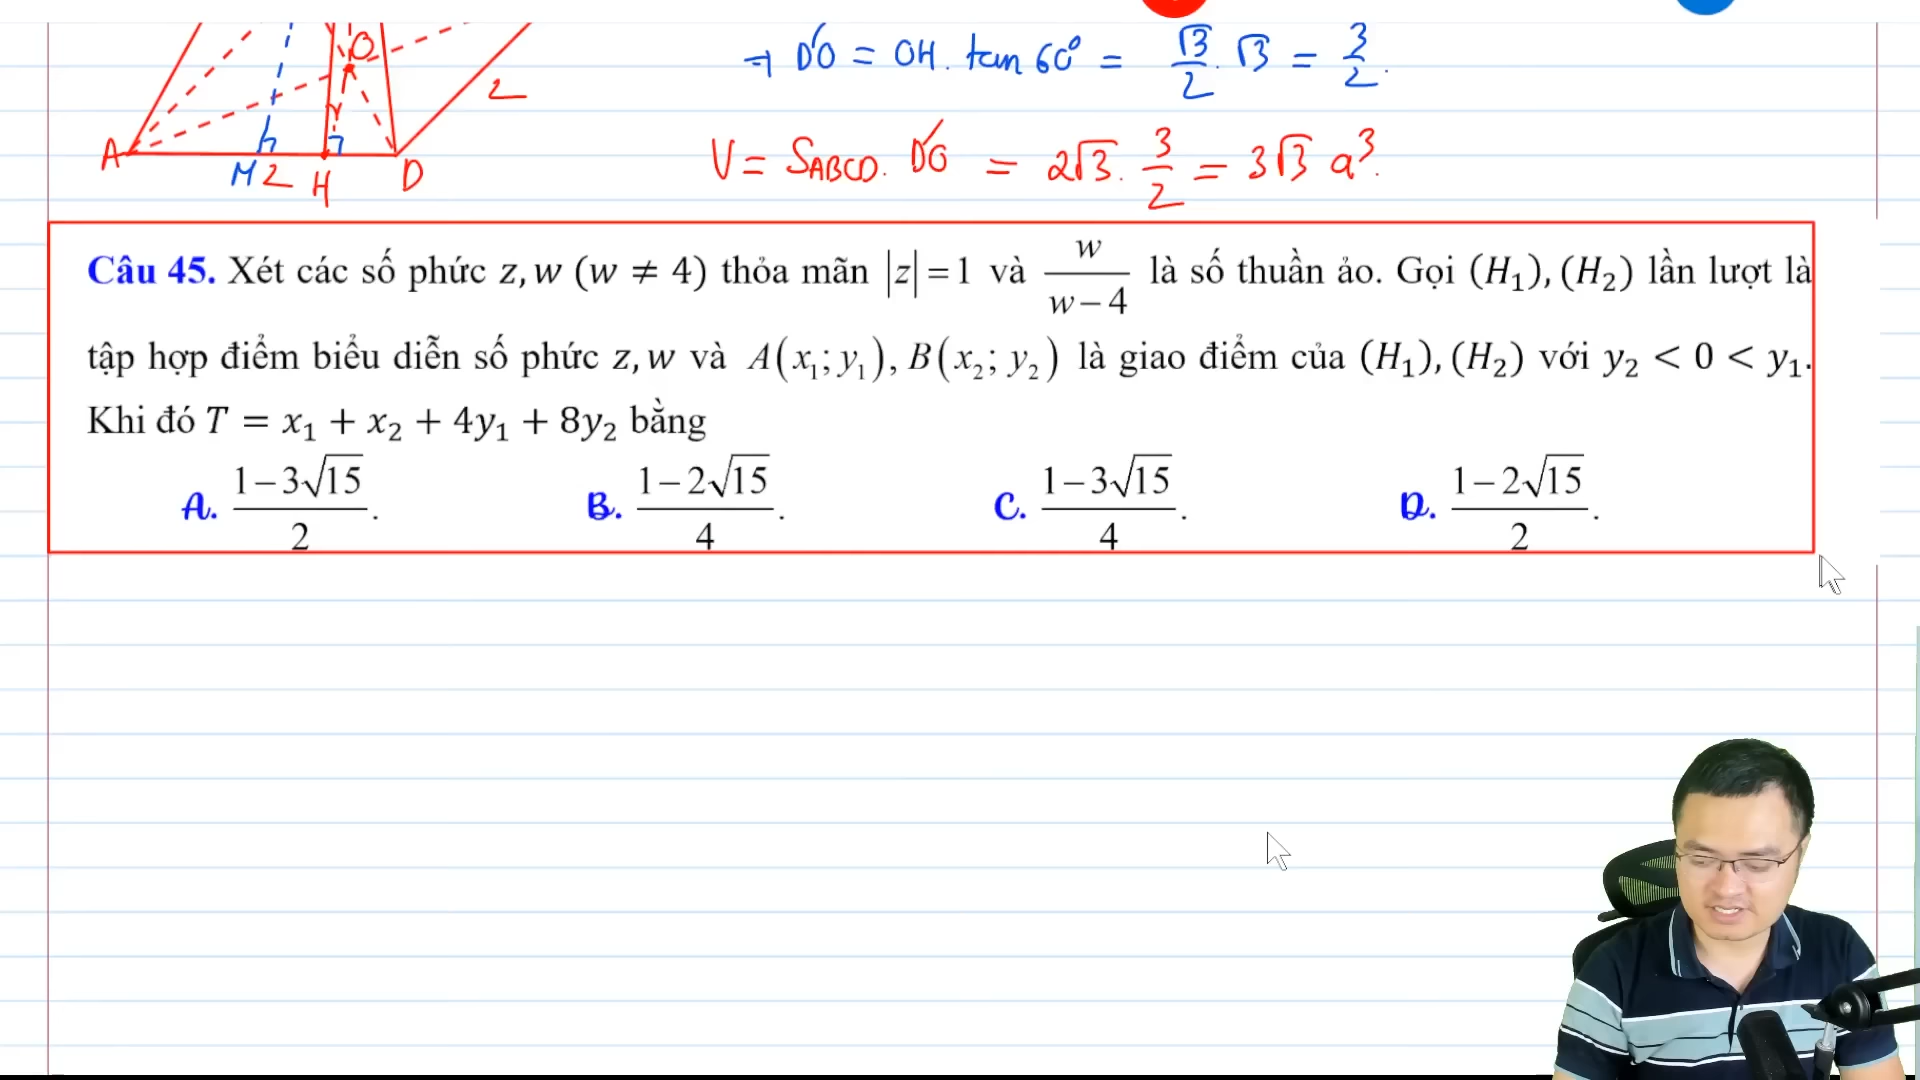 ⇒ D'O = OH. tan 60° = √3/2 . √3 = 3/2 .
O
2
A M 2 H D
V = S_ABCD. D'O = 2√3 . 3/2 = 3√3 a³.
Câu 45. Xét các số phức z, w (w ≠ 4) thỏa mãn |z| = 1 và w/(w − 4) là số thuần ảo. Gọi (H₁), (H₂) lần lượt là
tập hợp điểm biểu diễn số phức z, w và A(x₁; y₁), B(x₂; y₂) là giao điểm của (H₁), (H₂) với y₂ < 0 < y₁.
Khi đó T = x₁ + x₂ + 4y₁ + 8y₂ bằng
A. (1 − 3√15)/2. B. (1 − 2√15)/4. C. (1 − 3√15)/4. D. (1 − 2√15)/2.